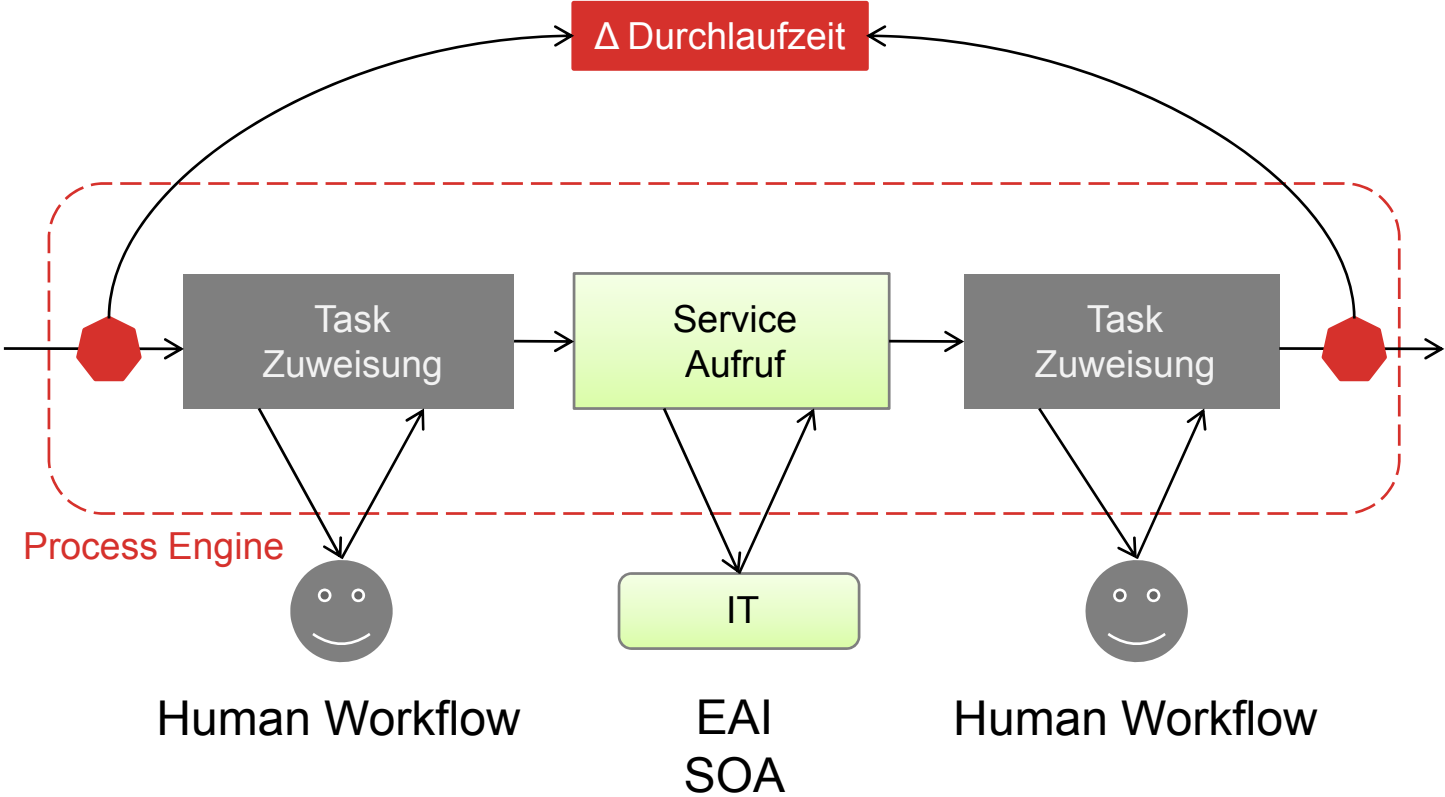 Δ Durchlaufzeit
Task
Zuweisung
Service
Aufruf
Task
Zuweisung
Process Engine
IT
Human Workflow
EAI
SOA
Human Workflow